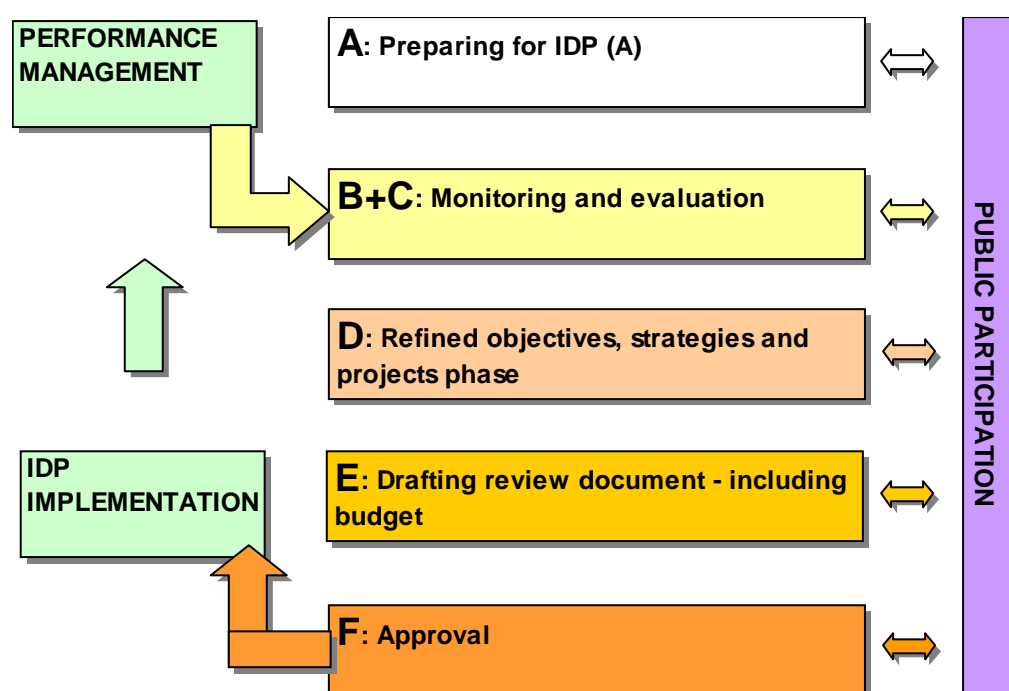 PERFORMANCE
MANAGEMENT
A: Preparing for IDP (A)
B+C: Monitoring and evaluation
D: Refined objectives, strategies and
projects phase
IDP
IMPLEMENTATION
E: Drafting review document - including
budget
F: Approval
PUBLIC PARTICIPATION